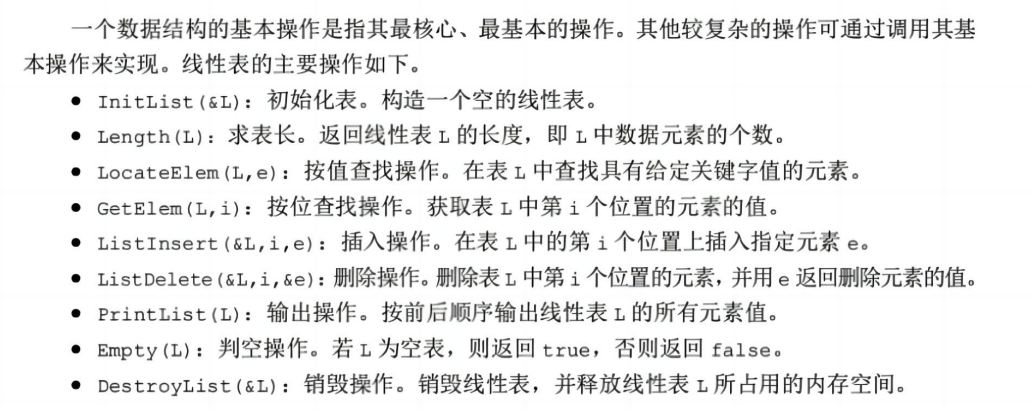 一个数据结构的基本操作是指其最核心、最基本的操作。其他较复杂的操作可通过调用其基
本操作来实现。线性表的主要操作如下。
● InitList(&L)：初始化表。构造一个空的线性表。
● Length(L)：求表长。返回线性表 L 的长度，即 L 中数据元素的个数。
● LocateElem(L,e)：按值查找操作。在表 L 中查找具有给定关键字值的元素。
● GetElem(L,i)：按位查找操作。获取表 L 中第 i 个位置的元素的值。
● ListInsert(&L,i,e)：插入操作。在表 L 中的第 i 个位置上插入指定元素 e。
● ListDelete(&L,i,&e)：删除操作。删除表 L 中第 i 个位置的元素，并用 e 返回删除元素的值。
● PrintList(L)：输出操作。按前后顺序输出线性表 L 的所有元素值。
● Empty(L)：判空操作。若 L 为空表，则返回 true，否则返回 false。
● DestroyList(&L)：销毁操作。销毁线性表，并释放线性表 L 所占用的内存空间。